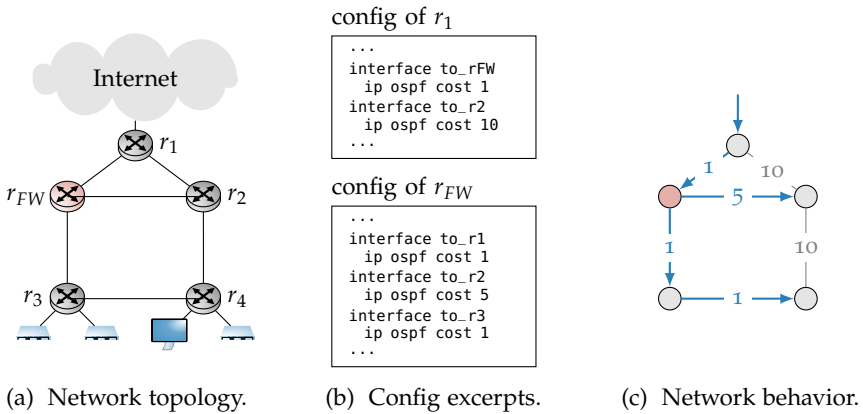 Internet
r1
rFW
r2
r3
r4
(a) Network topology.
config of r1
...
interface to_rFW
ip ospf cost 1
interface to_r2
ip ospf cost 10
...
config of rFW
...
interface to_r1
ip ospf cost 1
interface to_r2
ip ospf cost 5
interface to_r3
ip ospf cost 1
...
(b) Config excerpts.
1
10
5
1
10
1
(c) Network behavior.